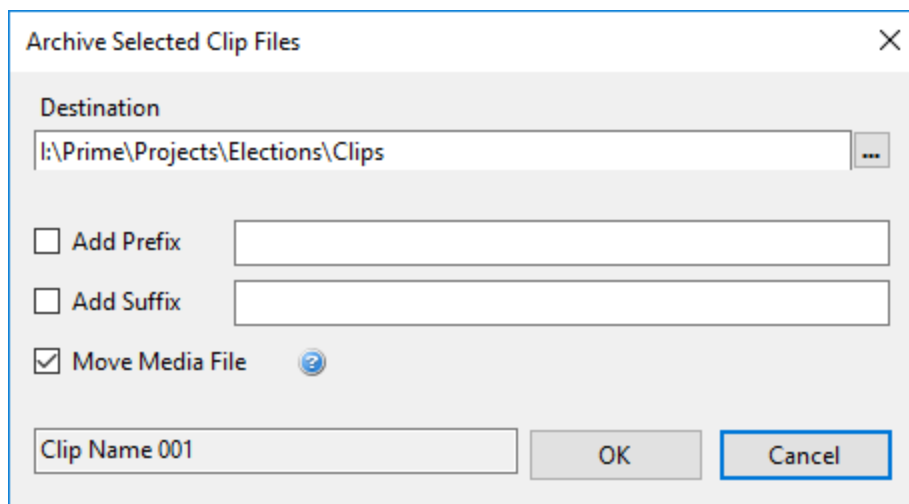 Archive Selected Clip Files
Destination
I:\Prime\Projects\Elections\Clips
...
Add Prefix
Add Suffix
Move Media File ?
Clip Name 001
OK
Cancel